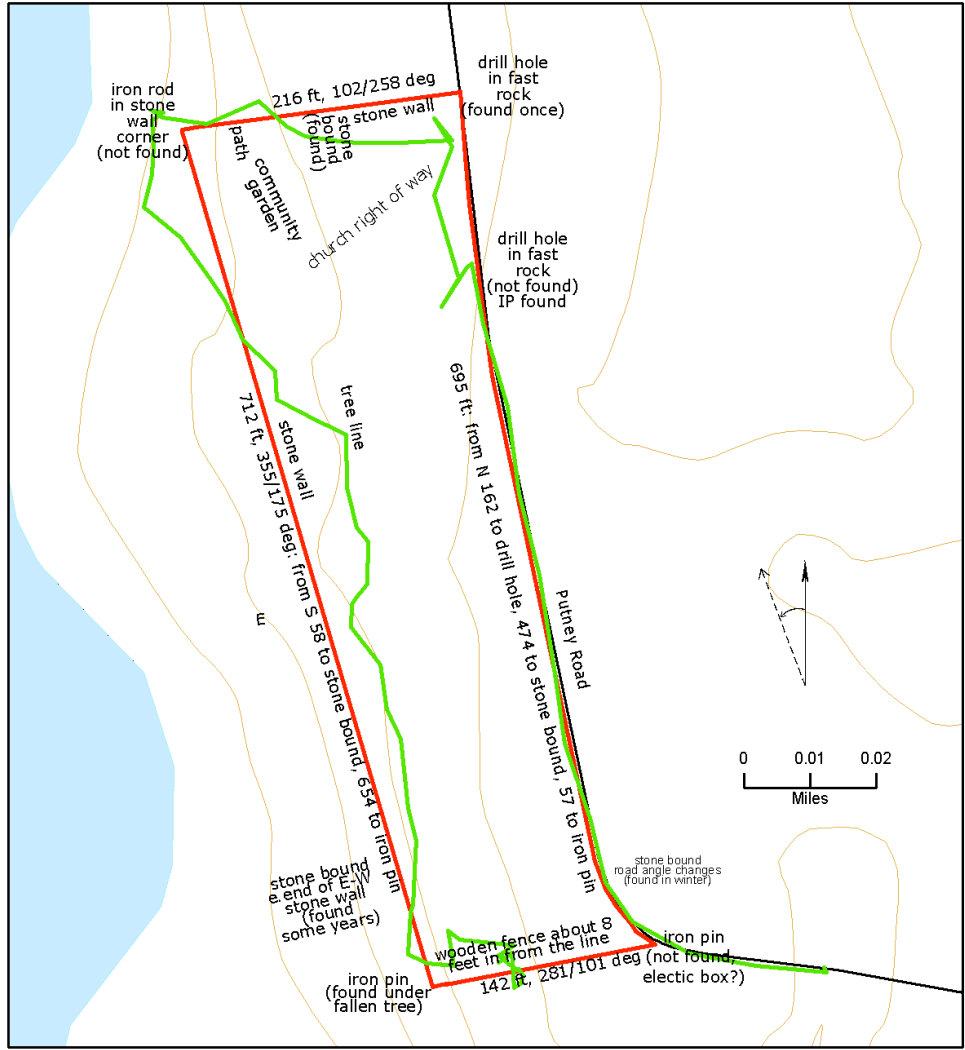 drill hole
in fast
rock
(found once)
iron rod
in stone
wall
corner
(not found)
216 ft, 102/258 deg
stone wall
stone
bound
(found)
path
community
garden
church right of way
drill hole
in fast
rock
(not found)
IP found
tree line
stone wall
712 ft, 355/175 deg: from S 58 to stone bound, 654 to iron pin
695 ft: from N 162 to drill hole, 474 to stone bound, 57 to iron pin
Putney Road
E
0
0.01
0.02
Miles
stone bound
road angle changes
(found in winter)
stone bound
e.end of E-W
stone wall
(found
some years)
wooden fence about 8
feet in from the line
142 ft, 281/101 deg
iron pin
(not found,
electic box?)
iron pin
(found under
fallen tree)